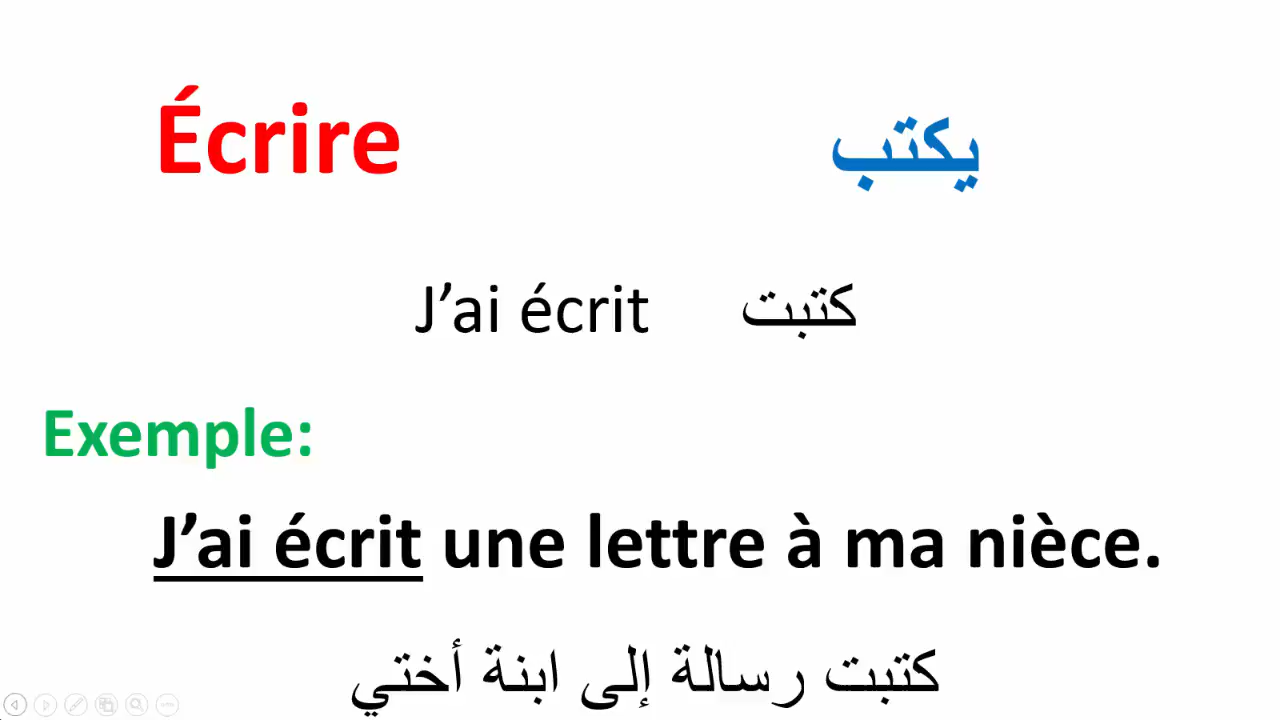 Écrire يكتب
J’ai écrit كتبت
Exemple:
J’ai écrit une lettre à ma nièce.
كتبت رسالة إلى ابنة أختي